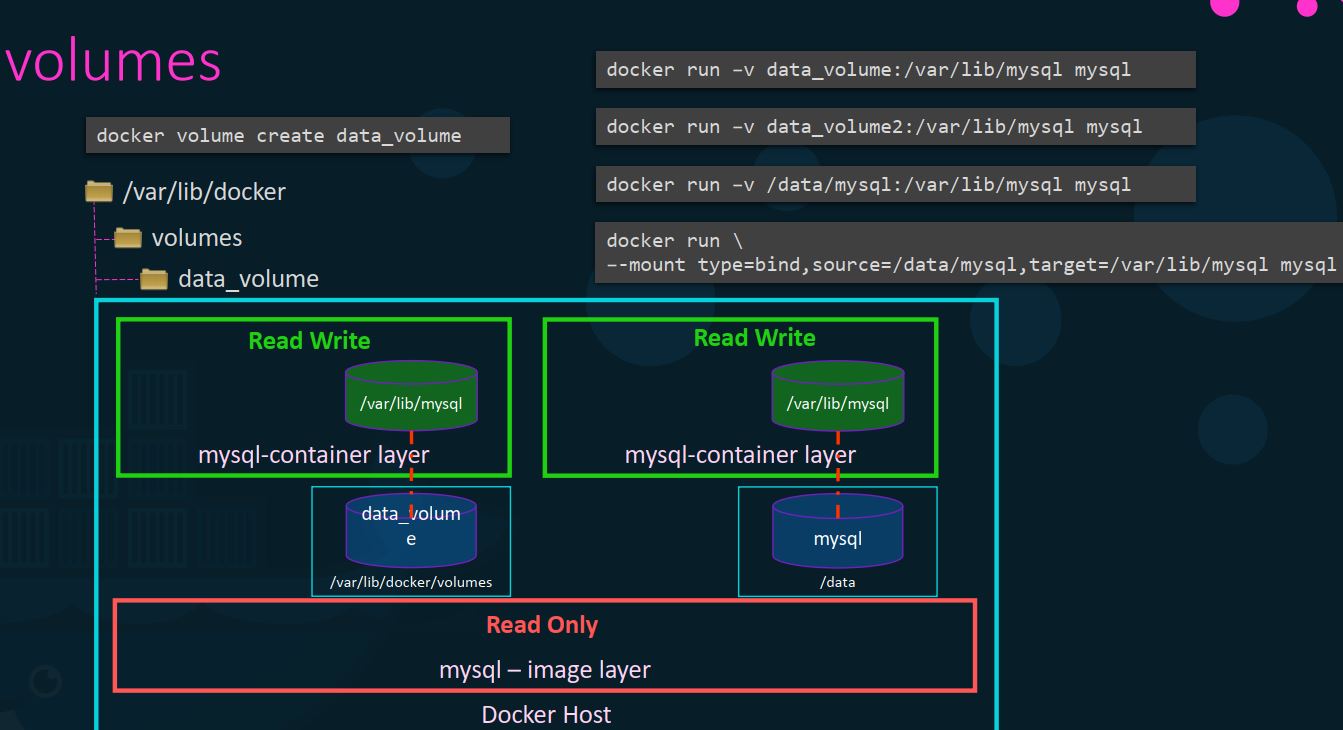 volumes
docker volume create data_volume
/var/lib/docker
volumes
data_volume
docker run –v data_volume:/var/lib/mysql mysql
docker run –v data_volume2:/var/lib/mysql mysql
docker run –v /data/mysql:/var/lib/mysql mysql
docker run \
--mount type=bind,source=/data/mysql,target=/var/lib/mysql mysql
Read Write
/var/lib/mysql
mysql-container layer
data_volum
e
/var/lib/docker/volumes
Read Write
/var/lib/mysql
mysql-container layer
mysql
/data
Read Only
mysql – image layer
Docker Host